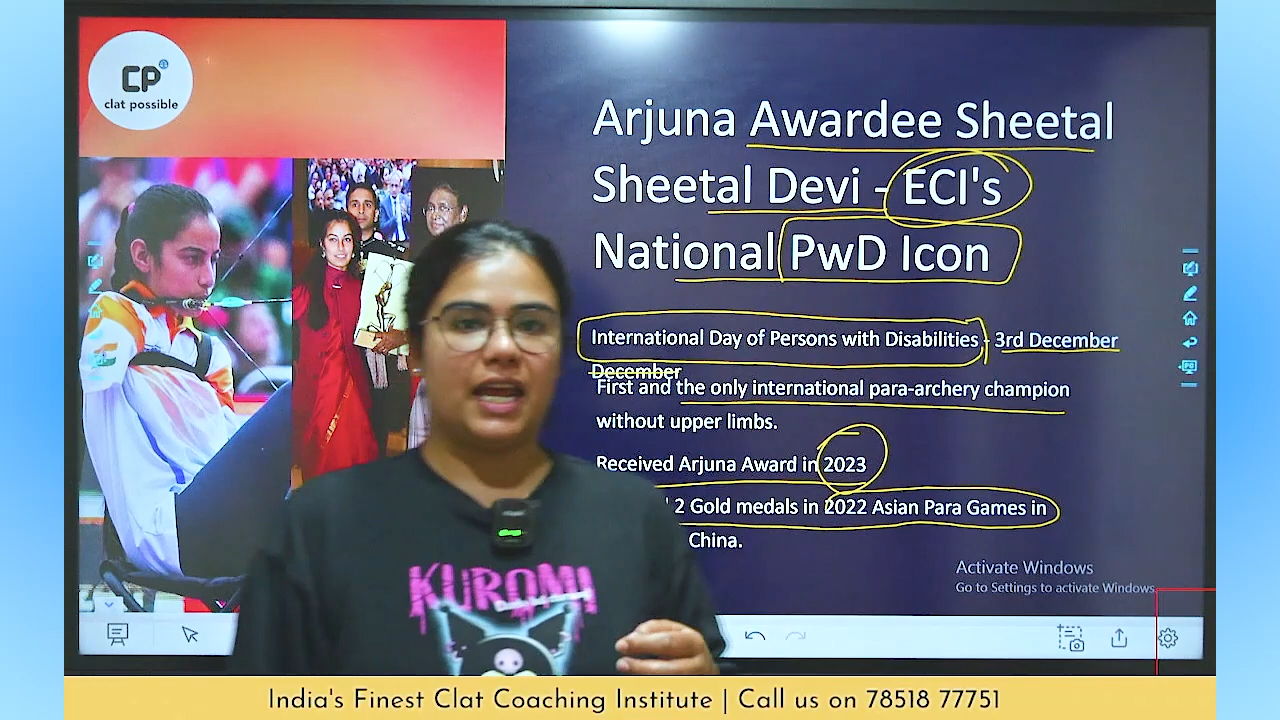 CP
clat possible
Arjuna Awardee Sheetal
Sheetal Devi - ECI's
National PwD Icon
International Day of Persons with Disabilities - 3rd December
December
First and the only international para-archery champion
without upper limbs.
Received Arjuna Award in 2023
2 Gold medals in 2022 Asian Para Games in
China.
Activate Windows
Go to Settings to activate Windows.
KUROMI
India's Finest Clat Coaching Institute | Call us on 78518 77751